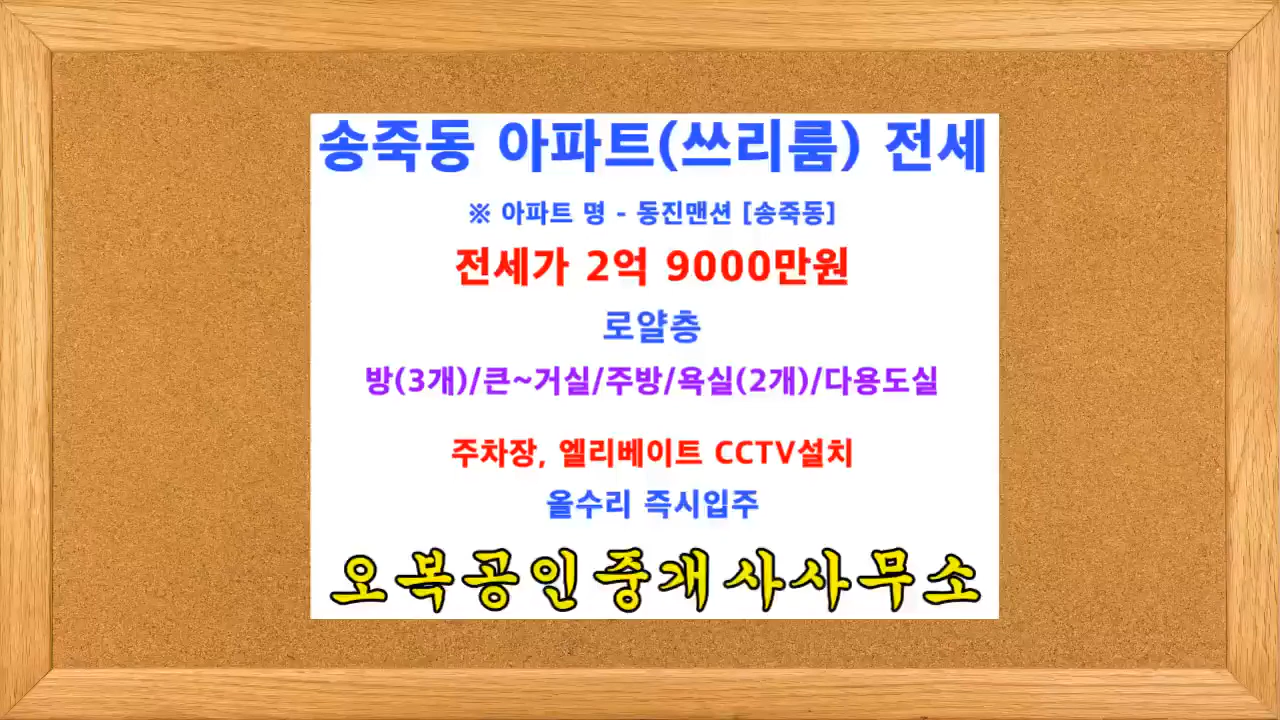 송죽동 아파트(쓰리룸) 전세
※ 아파트 명 - 동진맨션 [송죽동]
전세가 2억 9000만원
로얄층
방(3개)/큰~거실/주방/욕실(2개)/다용도실
주차장, 엘리베이트 CCTV설치
올수리 즉시입주
오복공인중개사사무소